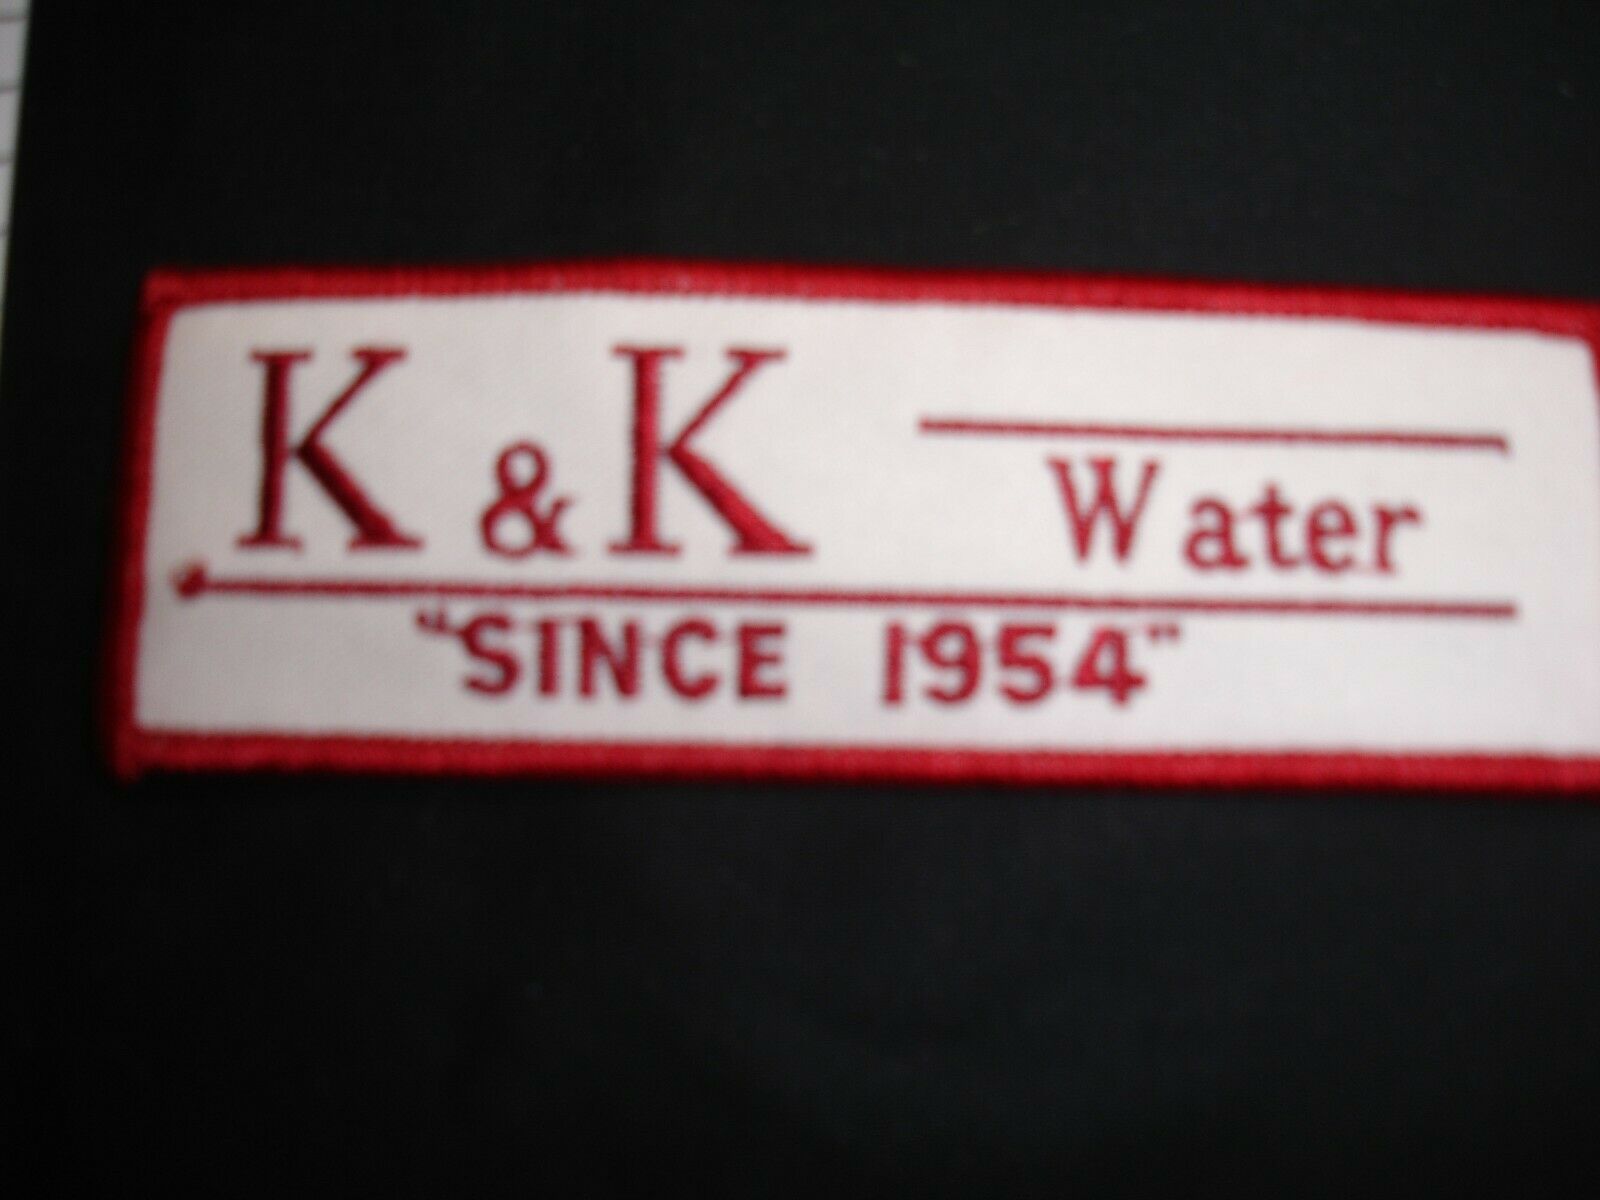 K & K Water
"SINCE 1954"